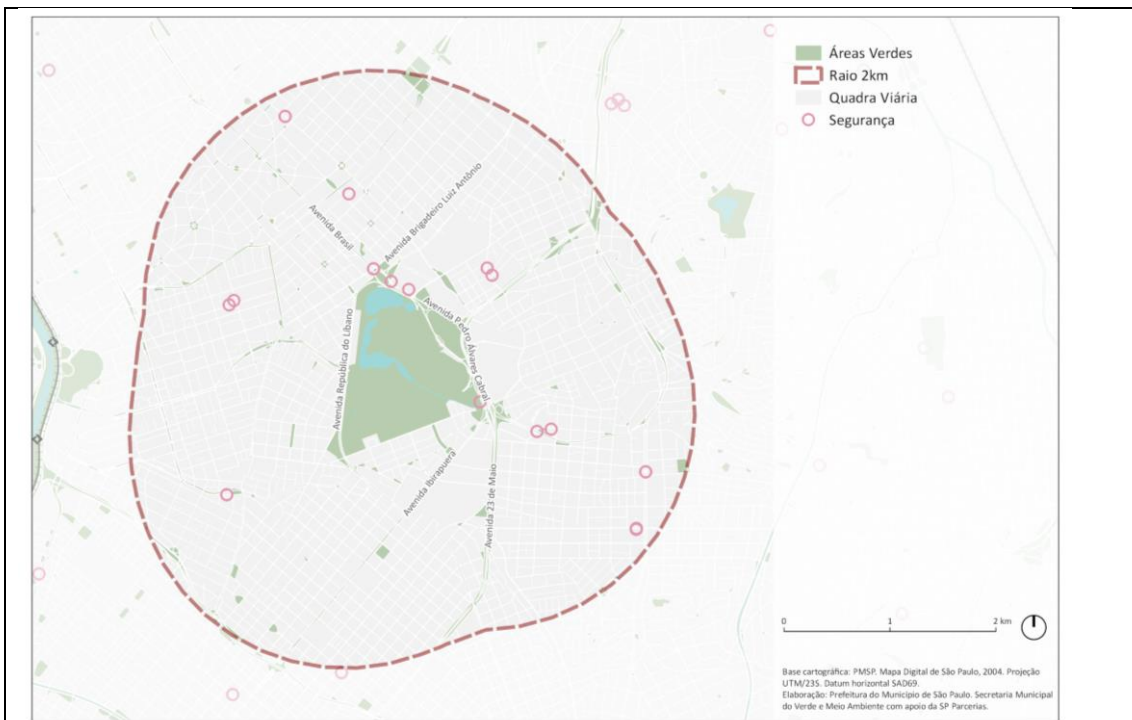 Áreas Verdes
Raio 2km
Quadra Viária
Segurança
Avenida Brigadeiro Luiz Antônio
Avenida Brasil
Avenida Pedro Álvares Cabral
Avenida República do Líbano
Avenida Ibirapuera
Avenida 23 de Maio
0 1 2 km
Base cartográfica: PMSP. Mapa Digital de São Paulo, 2004. Projeção
UTM/23S. Datum horizontal SAD69.
Elaboração: Prefeitura do Município de São Paulo. Secretaria Municipal
do Verde e Meio Ambiente com apoio da SP Parcerias.